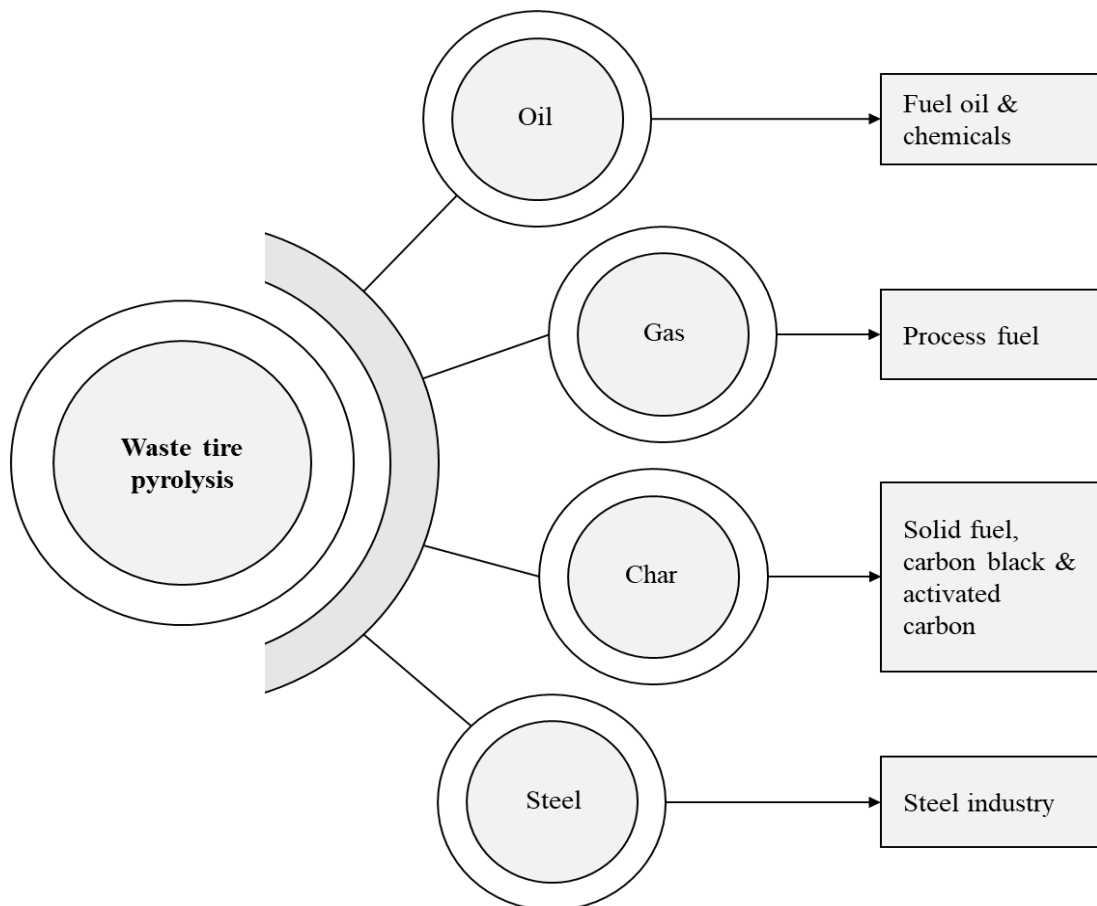 Oil
Fuel oil &
chemicals
Gas
Process fuel
Waste tire
pyrolysis
Char
Solid fuel,
carbon black &
activated
carbon
Steel
Steel industry